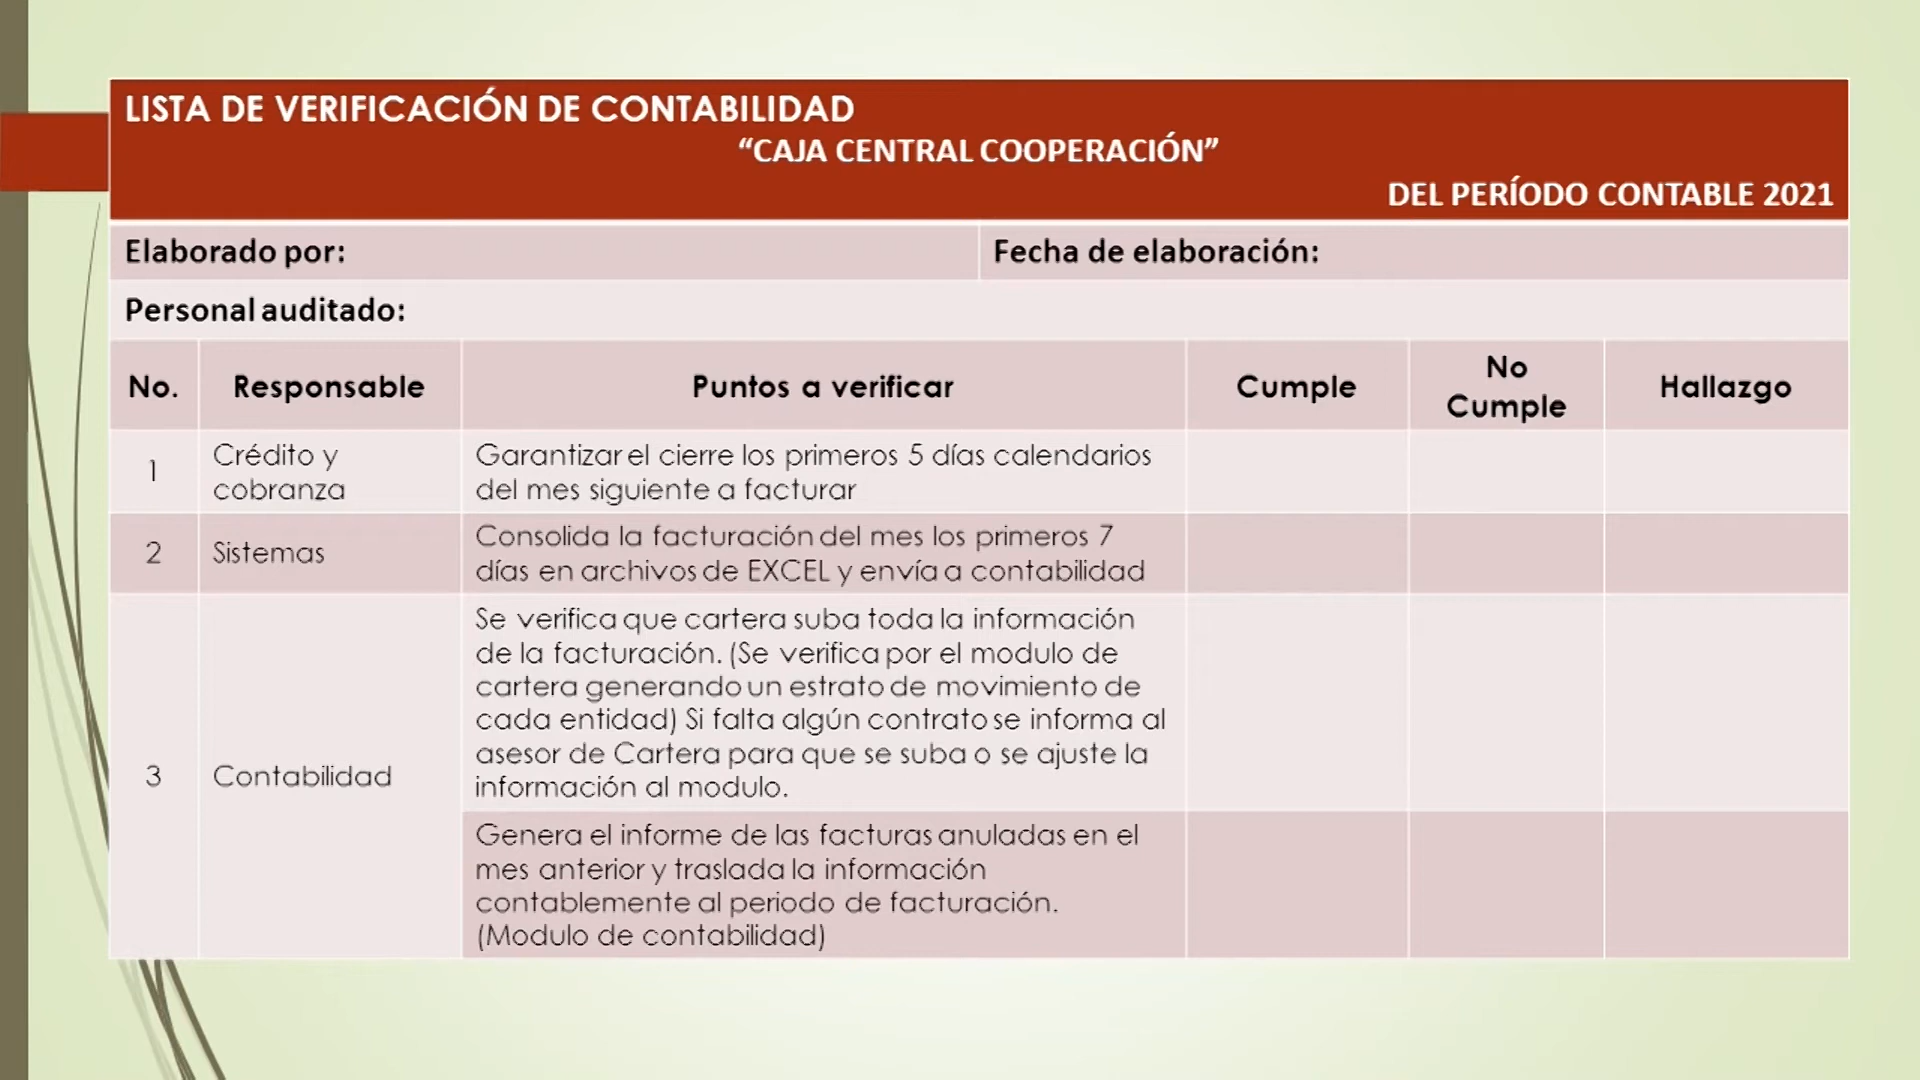 LISTA DE VERIFICACIÓN DE CONTABILIDAD
“CAJA CENTRAL COOPERACIÓN”
DEL PERÍODO CONTABLE 2021
Elaborado por:
Fecha de elaboración:
Personal auditado:
No.
Responsable
Puntos a verificar
Cumple
No
Cumple
Hallazgo
1
Crédito y
cobranza
Garantizar el cierre los primeros 5 días calendarios
del mes siguiente a facturar
2
Sistemas
Consolida la facturación del mes los primeros 7
días en archivos de EXCEL y envía a contabilidad
3
Contabilidad
Se verifica que cartera suba toda la información
de la facturación. (Se verifica por el modulo de
cartera generando un estrato de movimiento de
cada entidad) Si falta algún contrato se informa al
asesor de Cartera para que se suba o se ajuste la
información al modulo.
Genera el informe de las facturas anuladas en el
mes anterior y traslada la información
contablemente al periodo de facturación.
(Modulo de contabilidad)